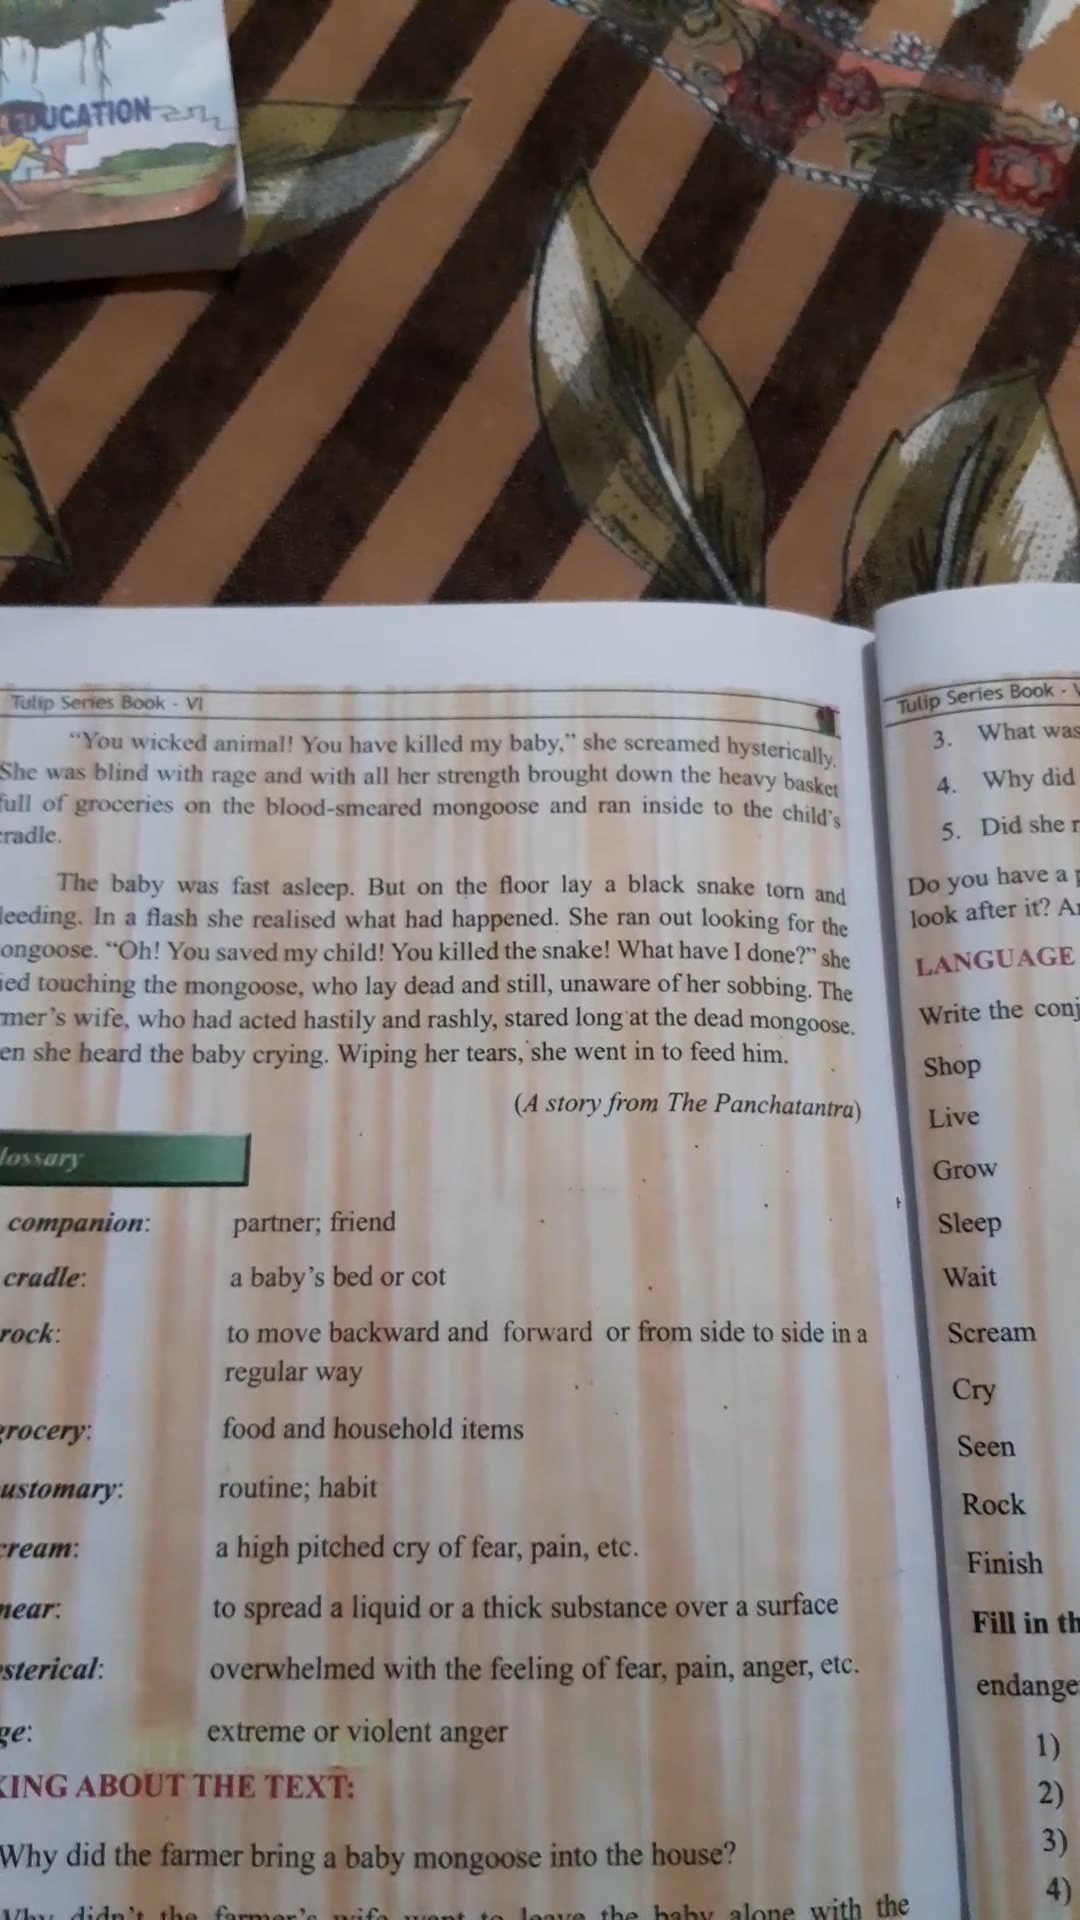 EDUCATION
Tulip Series Book - VI
"You wicked animal! You have killed my baby," she screamed hysterically.
She was blind with rage and with all her strength brought down the heavy basket
full of groceries on the blood-smeared mongoose and ran inside to the child's
cradle.
The baby was fast asleep. But on the floor lay a black snake torn and
leeding. In a flash she realised what had happened. She ran out looking for the
ongoose. "Oh! You saved my child! You killed the snake! What have I done?" she
ied touching the mongoose, who lay dead and still, unaware of her sobbing. The
mer's wife, who had acted hastily and rashly, stared long at the dead mongoose.
en she heard the baby crying. Wiping her tears, she went in to feed him.
(A story from The Panchatantra)
lossary
companion: partner; friend
cradle: a baby's bed or cot
rock: to move backward and forward or from side to side in a
regular way
grocery: food and household items
ustomary: routine; habit
cream: a high pitched cry of fear, pain, etc.
mear: to spread a liquid or a thick substance over a surface
sterical: overwhelmed with the feeling of fear, pain, anger, etc.
ge: extreme or violent anger
KING ABOUT THE TEXT:
Why did the farmer bring a baby mongoose into the house?
Why didn't the farmer's wife want to leave the baby alone with the
Tulip Series Book - V
3. What was
4. Why did
5. Did she r
Do you have a p
look after it? A
LANGUAGE
Write the conj
Shop
Live
Grow
Sleep
Wait
Scream
Cry
Seen
Rock
Finish
Fill in th
endange
1)
2)
3)
4)